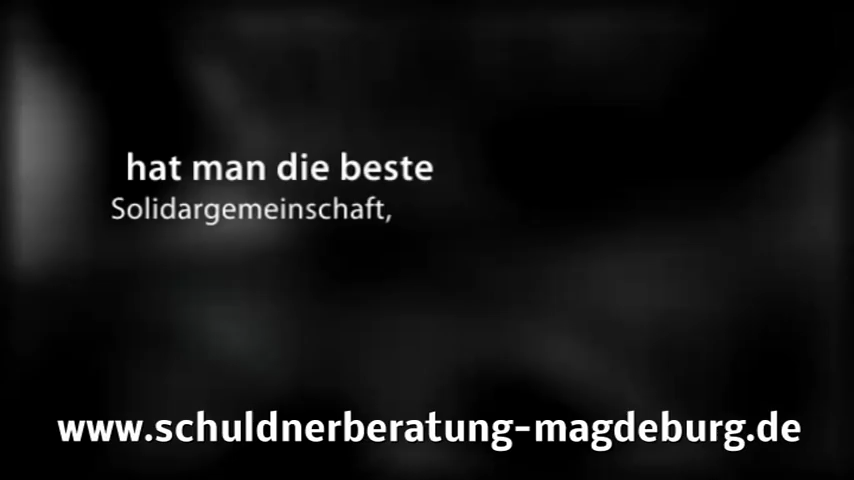 hat man die beste
Solidargemeinschaft,
www.schuldnerberatung-magdeburg.de